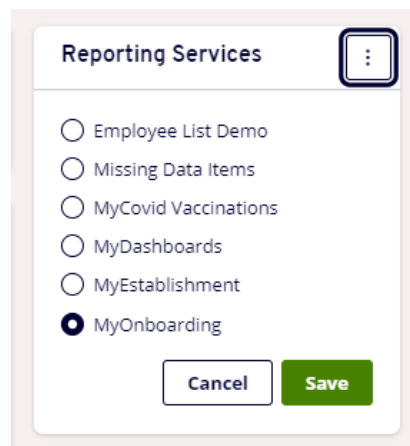 Reporting Services
Employee List Demo
Missing Data Items
MyCovid Vaccinations
MyDashboards
MyEstablishment
MyOnboarding
Cancel Save